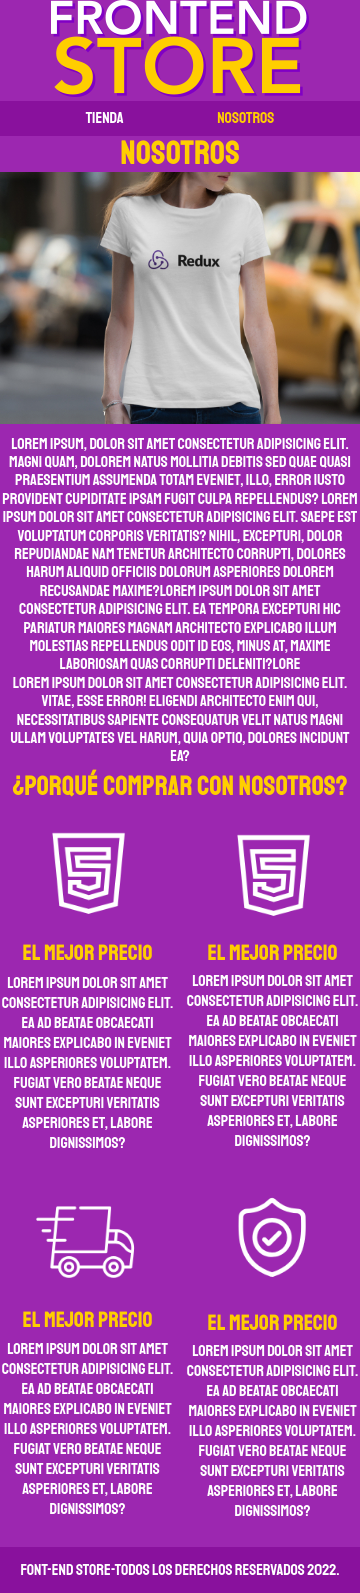 FRONTEND
STORE
TIENDA NOSOTROS
NOSOTROS
Redux
LOREM IPSUM, DOLOR SIT AMET CONSECTETUR ADIPISICING ELIT.
MAGNI QUAM, DOLOREM NATUS MOLLITIA DEBITIS SED QUAE QUASI
PRAESENTIUM ASSUMENDA TOTAM EVENIET, ILLO, ERROR IUSTO
PROVIDENT CUPIDITATE IPSAM FUGIT CULPA REPELLENDUS? LOREM
IPSUM DOLOR SIT AMET CONSECTETUR ADIPISICING ELIT. SAEPE EST
VOLUPTATUM CORPORIS VERITATIS? NIHIL, EXCEPTURI, DOLOR
REPUDIANDAE NAM TENETUR ARCHITECTO CORRUPTI, DOLORES
HARUM ALIQUID OFFICIIS DOLORUM ASPERIORES DOLOREM
RECUSANDAE MAXIME?LOREM IPSUM DOLOR SIT AMET
CONSECTETUR ADIPISICING ELIT. EA TEMPORA EXCEPTURI HIC
PARIATUR MAIORES MAGNAM ARCHITECTO EXPLICABO ILLUM
MOLESTIAS REPELLENDUS ODIT ID EOS, MINUS AT, MAXIME
LABORIOSAM QUAS CORRUPTI DELENITI?LORE
LOREM IPSUM DOLOR SIT AMET CONSECTETUR ADIPISICING ELIT.
VITAE, ESSE ERROR! ELIGENDI ARCHITECTO ENIM QUI,
NECESSITATIBUS SAPIENTE CONSEQUATUR VELIT NATUS MAGNI
ULLAM VOLUPTATES VEL HARUM, QUIA OPTIO, DOLORES INCIDUNT
EA?
¿PORQUÉ COMPRAR CON NOSOTROS?
5
EL MEJOR PRECIO
LOREM IPSUM DOLOR SIT AMET
CONSECTETUR ADIPISICING ELIT.
EA AD BEATAE OBCAECATI
MAIORES EXPLICABO IN EVENIET
ILLO ASPERIORES VOLUPTATEM.
FUGIAT VERO BEATAE NEQUE
SUNT EXCEPTURI VERITATIS
ASPERIORES ET, LABORE
DIGNISSIMOS?
5
EL MEJOR PRECIO
LOREM IPSUM DOLOR SIT AMET
CONSECTETUR ADIPISICING ELIT.
EA AD BEATAE OBCAECATI
MAIORES EXPLICABO IN EVENIET
ILLO ASPERIORES VOLUPTATEM.
FUGIAT VERO BEATAE NEQUE
SUNT EXCEPTURI VERITATIS
ASPERIORES ET, LABORE
DIGNISSIMOS?
EL MEJOR PRECIO
LOREM IPSUM DOLOR SIT AMET
CONSECTETUR ADIPISICING ELIT.
EA AD BEATAE OBCAECATI
MAIORES EXPLICABO IN EVENIET
ILLO ASPERIORES VOLUPTATEM.
FUGIAT VERO BEATAE NEQUE
SUNT EXCEPTURI VERITATIS
ASPERIORES ET, LABORE
DIGNISSIMOS?
EL MEJOR PRECIO
LOREM IPSUM DOLOR SIT AMET
CONSECTETUR ADIPISICING ELIT.
EA AD BEATAE OBCAECATI
MAIORES EXPLICABO IN EVENIET
ILLO ASPERIORES VOLUPTATEM.
FUGIAT VERO BEATAE NEQUE
SUNT EXCEPTURI VERITATIS
ASPERIORES ET, LABORE
DIGNISSIMOS?
FONT-END STORE-TODOS LOS DERECHOS RESERVADOS 2022.